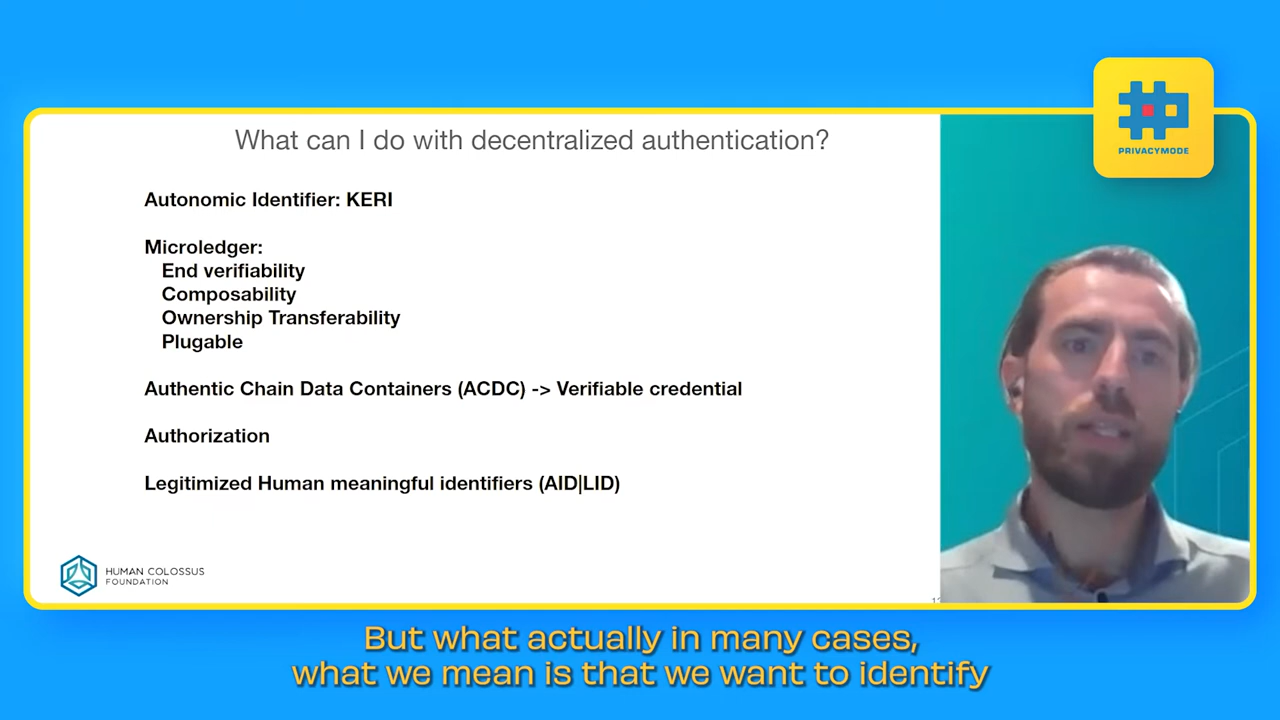 What can I do with decentralized authentication?
PRIVACYMODE
Autonomic Identifier: KERI
Microledger:
End verifiability
Composability
Ownership Transferability
Plugable
Authentic Chain Data Containers (ACDC) -> Verifiable credential
Authorization
Legitimized Human meaningful identifiers (AID|LID)
HUMAN COLOSSUS
FOUNDATION
But what actually in many cases,
what we mean is that we want to identify